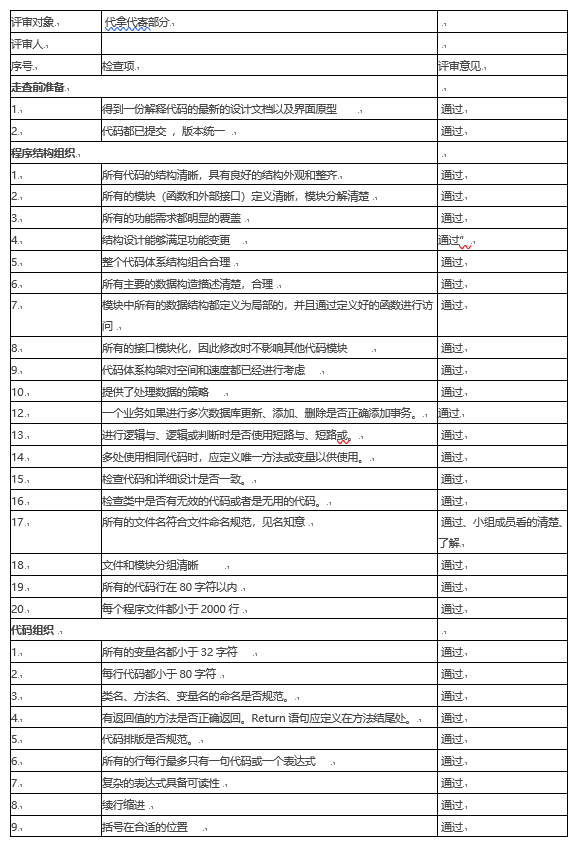 评审对象 代拿代寄部分
评审人
序号 检查项 评审意见
走查前准备
1. 得到一份解释代码的最新的设计文档以及界面原型 通过
2. 代码都已提交 ，版本统一 通过
程序结构组织
1. 所有代码的结构清晰，具有良好的结构外观和整齐 通过
2. 所有的模块（函数和外部接口）定义清晰，模块分解清楚 通过
3. 所有的功能需求都明显的覆盖 通过
4. 结构设计能够满足功能变更 通过"
5. 整个代码体系结构组合合理 通过
6. 所有主要的数据构造描述清楚，合理 通过
7. 模块中所有的数据结构都定义为局部的，并且通过定义好的函数进行访 通过
问
8. 所有的接口模块化，因此修改时不影响其他代码模块 通过
9. 代码体系构架对空间和速度都已经进行考虑 通过
10. 提供了处理数据的策略 通过
12. 一个业务如果进行多次数据库更新、添加、删除是否正确添加事务。 通过
13. 进行逻辑与、逻辑或判断时是否使用短路与、短路或。 通过
14. 多处使用相同代码时，应定义唯一方法或变量以供使用。 通过
15. 检查代码和详细设计是否一致。 通过
16. 检查类中是否有无效的代码或者是无用的代码。 通过
17. 所有的文件名符合文件命名规范，见名知意 通过、小组成员看的清楚、
了解
18. 文件和模块分组清晰 通过
19. 所有的代码行在 80 字符以内 通过
20. 每个程序文件都小于 2000 行 通过
代码组织
1. 所有的变量名都小于 32 字符 通过
2. 每行代码都小于 80 字符 通过
3. 类名、方法名、变量名的命名是否规范。 通过
4. 有返回值的方法是否正确返回。Return 语句应定义在方法结尾处。 通过
5. 代码排版是否规范。 通过
6. 所有的行每行最多只有一句代码或一个表达式 通过
7. 复杂的表达式具备可读性 通过
8. 续行缩进 通过
9. 括号在合适的位置 通过